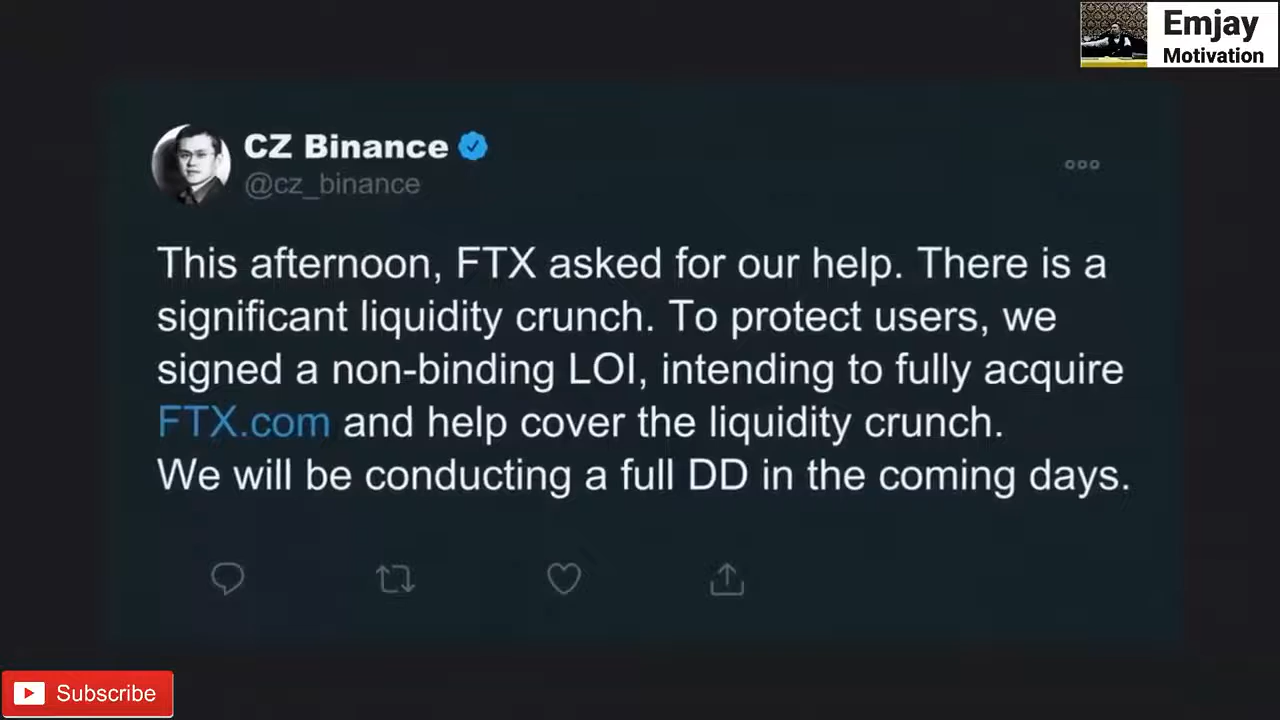 Emjay
Motivation
CZ Binance
@cz_binance
This afternoon, FTX asked for our help. There is a
significant liquidity crunch. To protect users, we
signed a non-binding LOI, intending to fully acquire
FTX.com and help cover the liquidity crunch.
We will be conducting a full DD in the coming days.
Subscribe